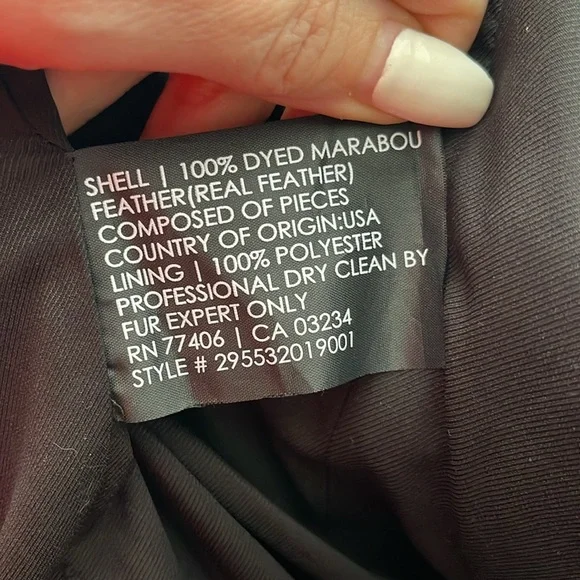 SHELL | 100% DYED MARABOU
FEATHER(REAL FEATHER)
COMPOSED OF PIECES
COUNTRY OF ORIGIN:USA
LINING | 100% POLYESTER
PROFESSIONAL DRY CLEAN BY
FUR EXPERT ONLY
RN 77406 | CA 03234
STYLE # 295532019001